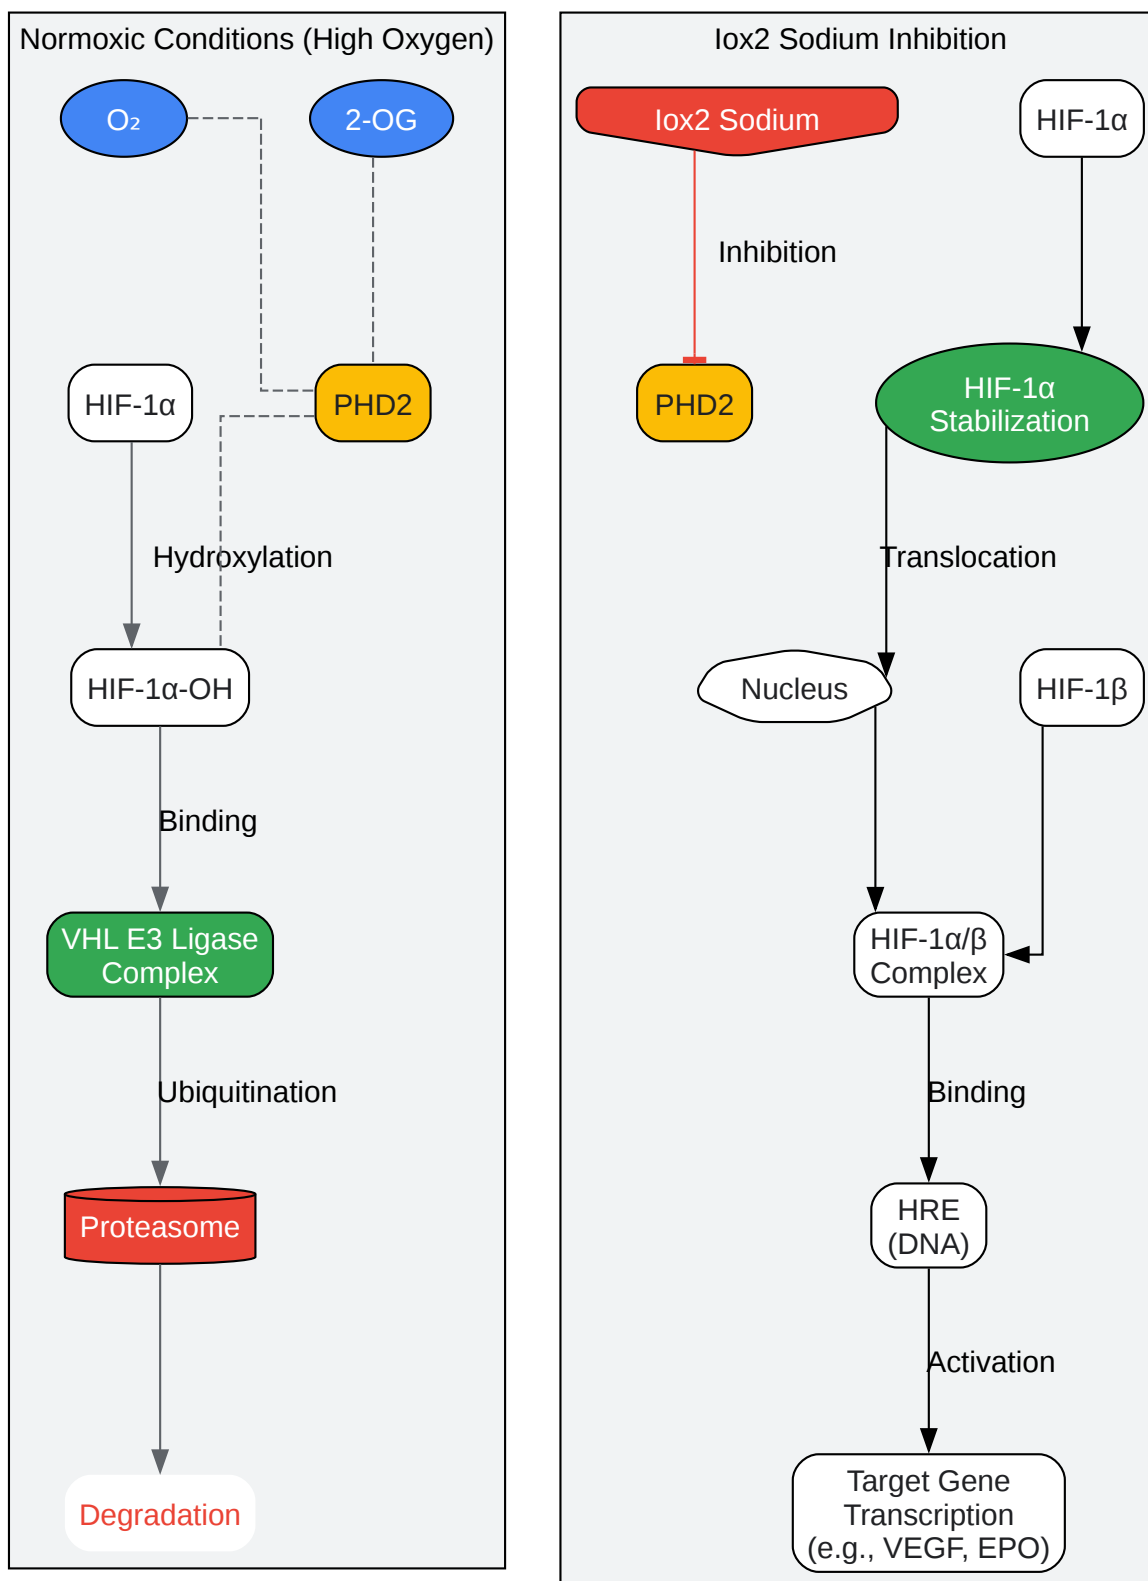 Normoxic Conditions (High Oxygen)
O₂
2-OG
HIF-1α
PHD2
Hydroxylation
HIF-1α-OH
Binding
VHL E3 Ligase
Complex
Ubiquitination
Proteasome
Degradation
Iox2 Sodium Inhibition
Iox2 Sodium
HIF-1α
Inhibition
PHD2
HIF-1α
Stabilization
Translocation
Nucleus
HIF-1β
HIF-1α/β
Complex
Binding
HRE
(DNA)
Activation
Target Gene
Transcription
(e.g., VEGF, EPO)